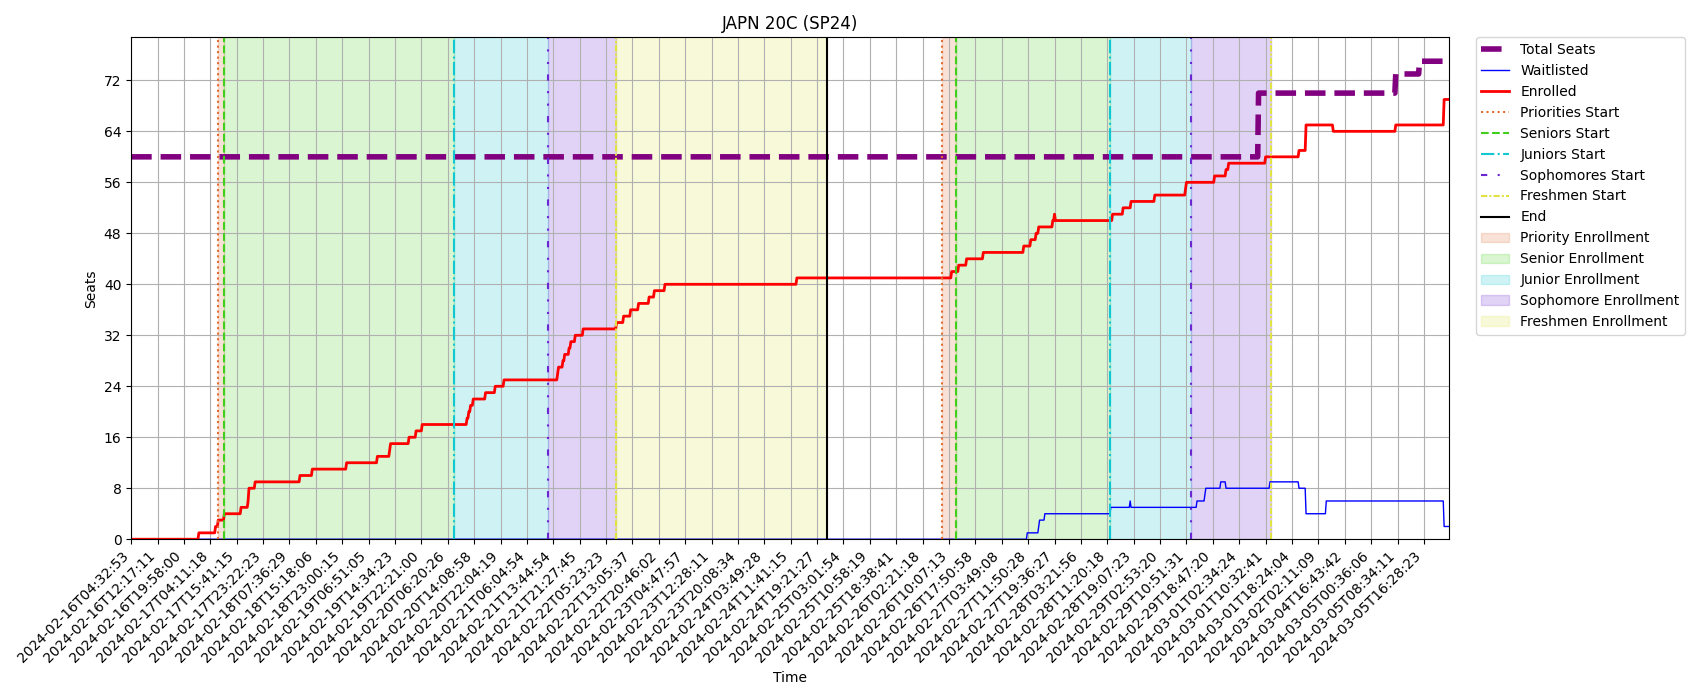 JAPN 20C (SP24)
Total Seats
Waitlisted
Enrolled
Priorities Start
Seniors Start
Juniors Start
Sophomores Start
Freshmen Start
End
Priority Enrollment
Senior Enrollment
Junior Enrollment
Sophomore Enrollment
Freshmen Enrollment
Seats
72
64
56
48
40
32
24
16
8
0
2024-02-16T04:32:53
2024-02-16T12:17:11
2024-02-16T19:58:00
2024-02-17T04:11:18
2024-02-17T15:41:15
2024-02-17T23:22:23
2024-02-18T07:36:29
2024-02-18T15:18:06
2024-02-18T23:00:15
2024-02-19T06:51:05
2024-02-19T14:34:23
2024-02-19T22:21:00
2024-02-20T06:20:26
2024-02-20T14:08:58
2024-02-20T22:04:19
2024-02-21T06:04:54
2024-02-21T13:44:54
2024-02-21T21:27:45
2024-02-22T05:23:23
2024-02-22T13:05:37
2024-02-22T20:46:02
2024-02-23T04:47:57
2024-02-23T12:28:11
2024-02-23T20:08:34
2024-02-24T03:49:28
2024-02-24T11:41:15
2024-02-24T19:21:27
2024-02-25T03:01:54
2024-02-25T10:58:19
2024-02-25T18:38:41
2024-02-26T02:21:18
2024-02-26T10:07:13
2024-02-26T17:50:58
2024-02-27T03:49:08
2024-02-27T11:50:28
2024-02-27T19:36:27
2024-02-28T03:21:56
2024-02-28T11:20:18
2024-02-28T19:07:23
2024-02-29T02:53:20
2024-02-29T10:51:31
2024-02-29T18:47:20
2024-03-01T02:34:24
2024-03-01T10:32:41
2024-03-01T18:24:04
2024-03-02T02:11:09
2024-03-04T16:43:42
2024-03-05T00:36:06
2024-03-05T08:34:11
2024-03-05T16:28:23
Time